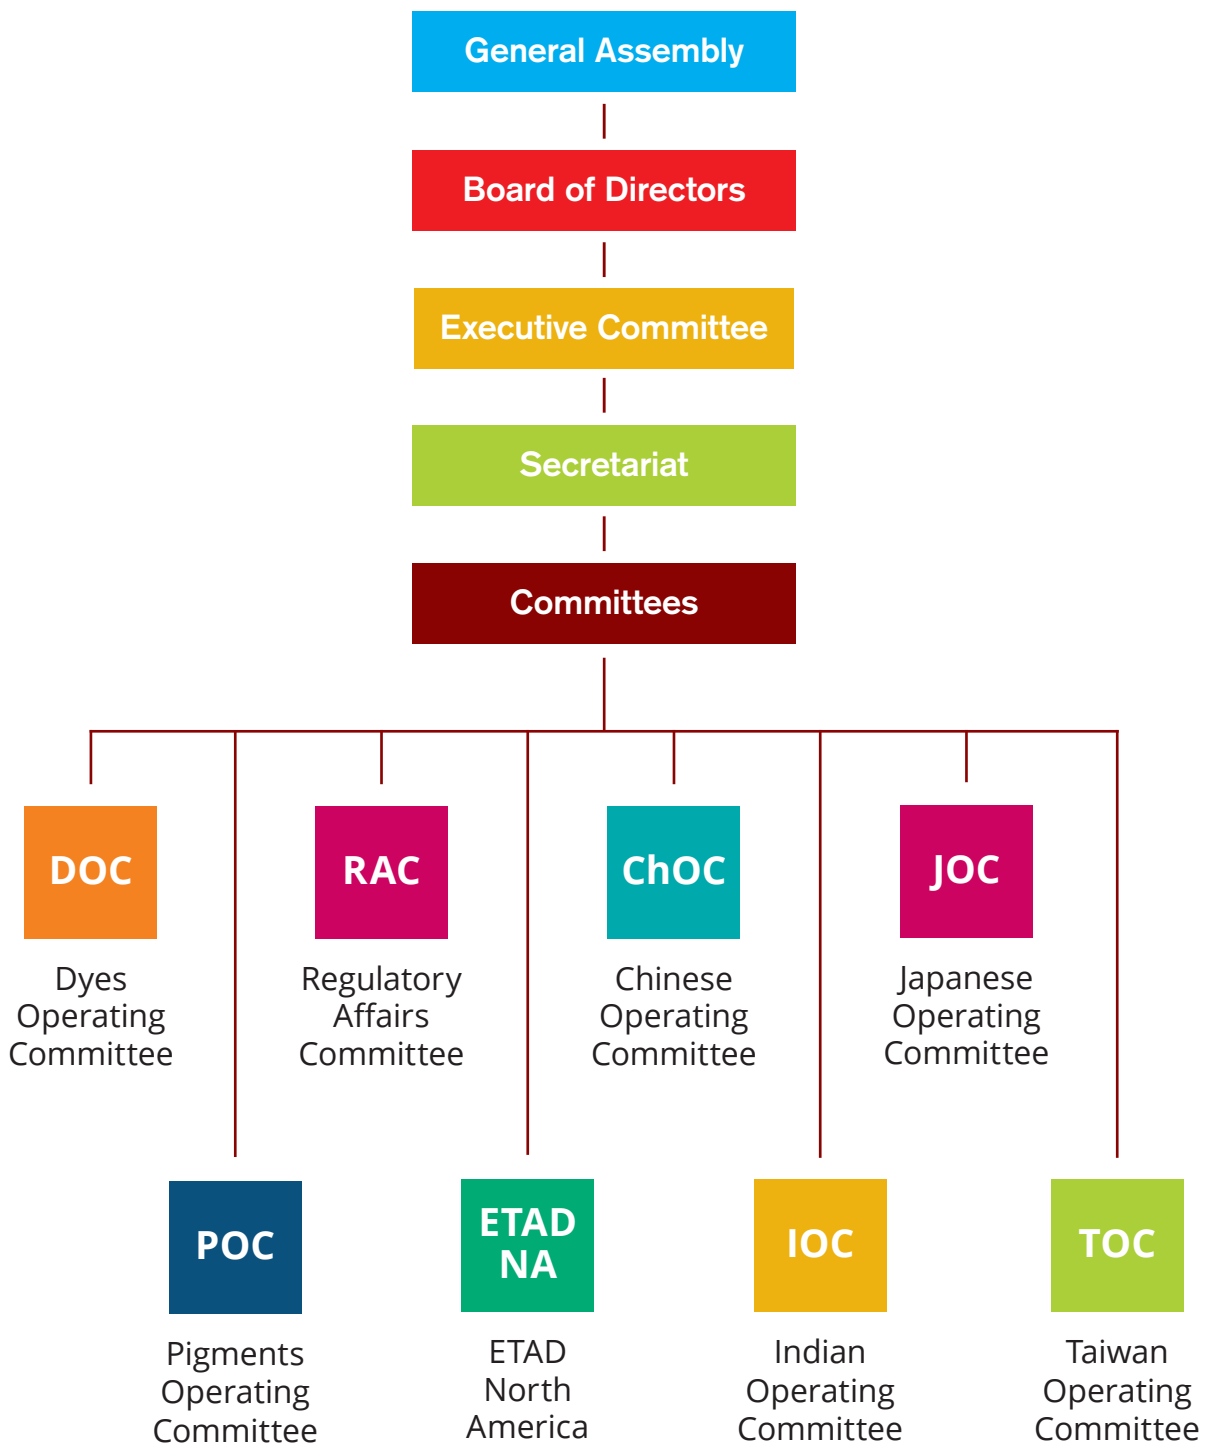 General Assembly
Board of Directors
Executive Committee
Secretariat
Committees
DOC
Dyes
Operating
Committee
RAC
Regulatory
Affairs
Committee
ChOC
Chinese
Operating
Committee
JOC
Japanese
Operating
Committee
POC
Pigments
Operating
Committee
ETAD
NA
ETAD
North
America
IOC
Indian
Operating
Committee
TOC
Taiwan
Operating
Committee